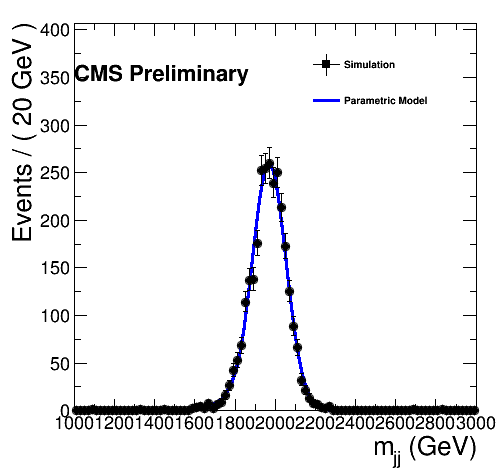 Events / ( 20 GeV )
400
350
300
250
200
150
100
50
0
CMS Preliminary
Simulation
Parametric Model
1000 1200 1400 1600 1800 2000 2200 2400 2600 2800 3000
mjj (GeV)